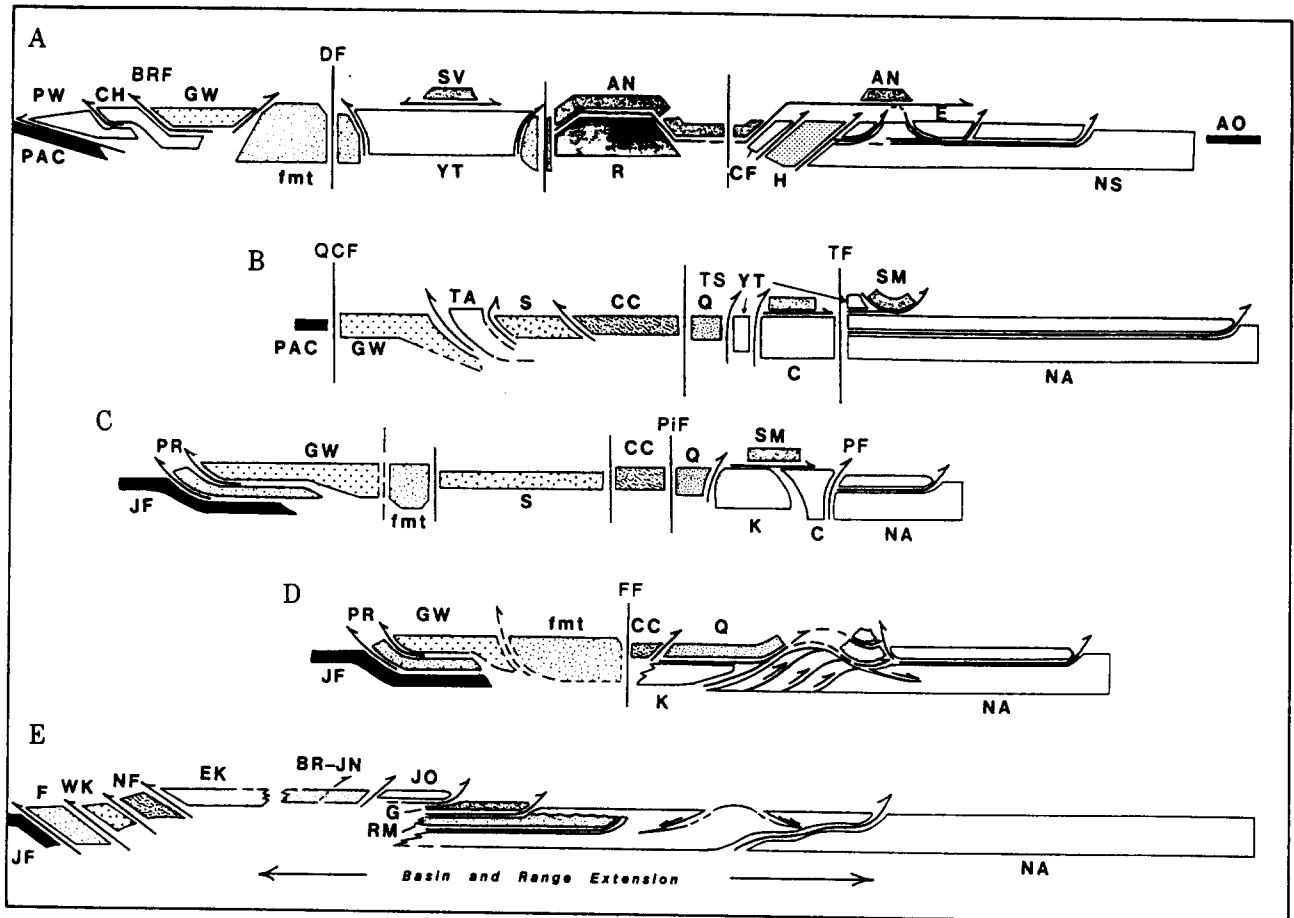 A
DF
PW CH BRF GW SV AN AN
E
AO
PAC
fmt YT R CF H NS
B
QCF TF
TA S CC TS YT SM
Q
PAC GW C NA
C
PiF
PR GW CC Q SM PF
JF fmt S K C NA
D
FF
PR GW fmt CC Q
JF K NA
E
F WK NF EK BR-JN JO
G
RM
JF NA
Basin and Range Extension